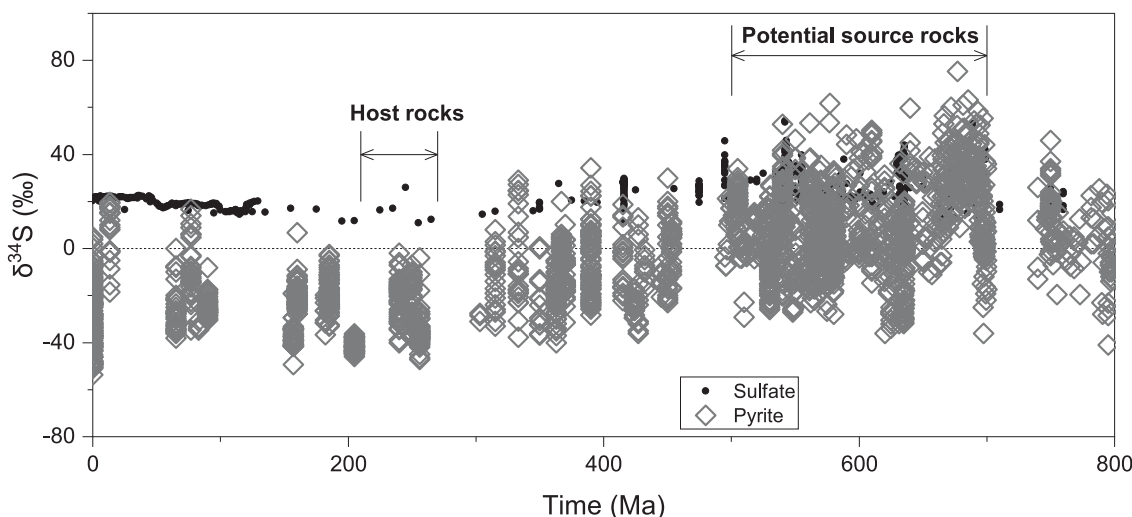 Potential source rocks
Host rocks
80
40
0
-40
-80
δ34S (‰)
Sulfate
Pyrite
0
200
400
600
800
Time (Ma)